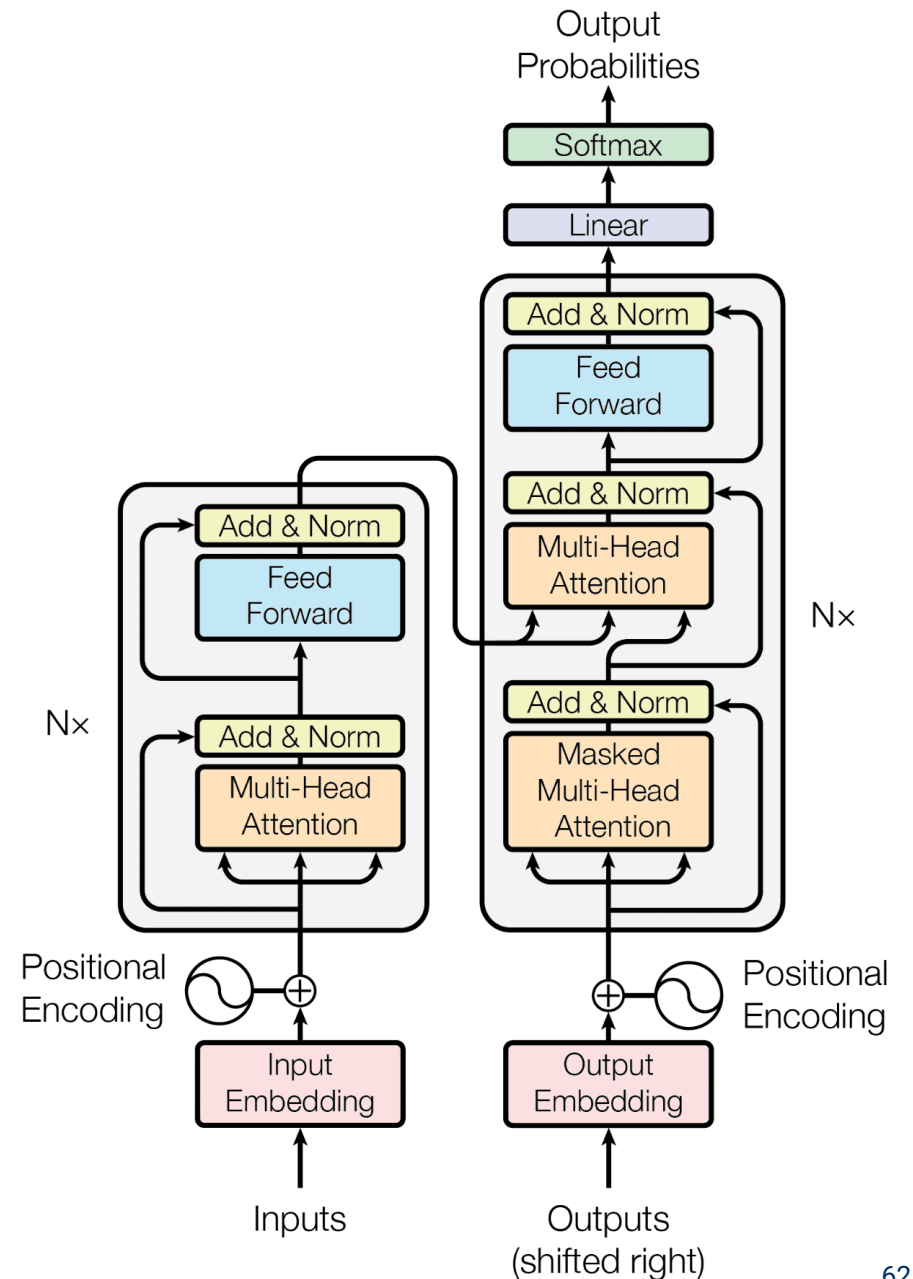 Output
Probabilities
Softmax
Linear
Add & Norm
Feed
Forward
Add & Norm
Multi-Head
Attention
N×
Add & Norm
Masked
Multi-Head
Attention
Add & Norm
Feed
Forward
N×
Add & Norm
Multi-Head
Attention
Positional
Encoding
Positional
Encoding
Input
Embedding
Output
Embedding
Inputs
Outputs
(shifted right)
62